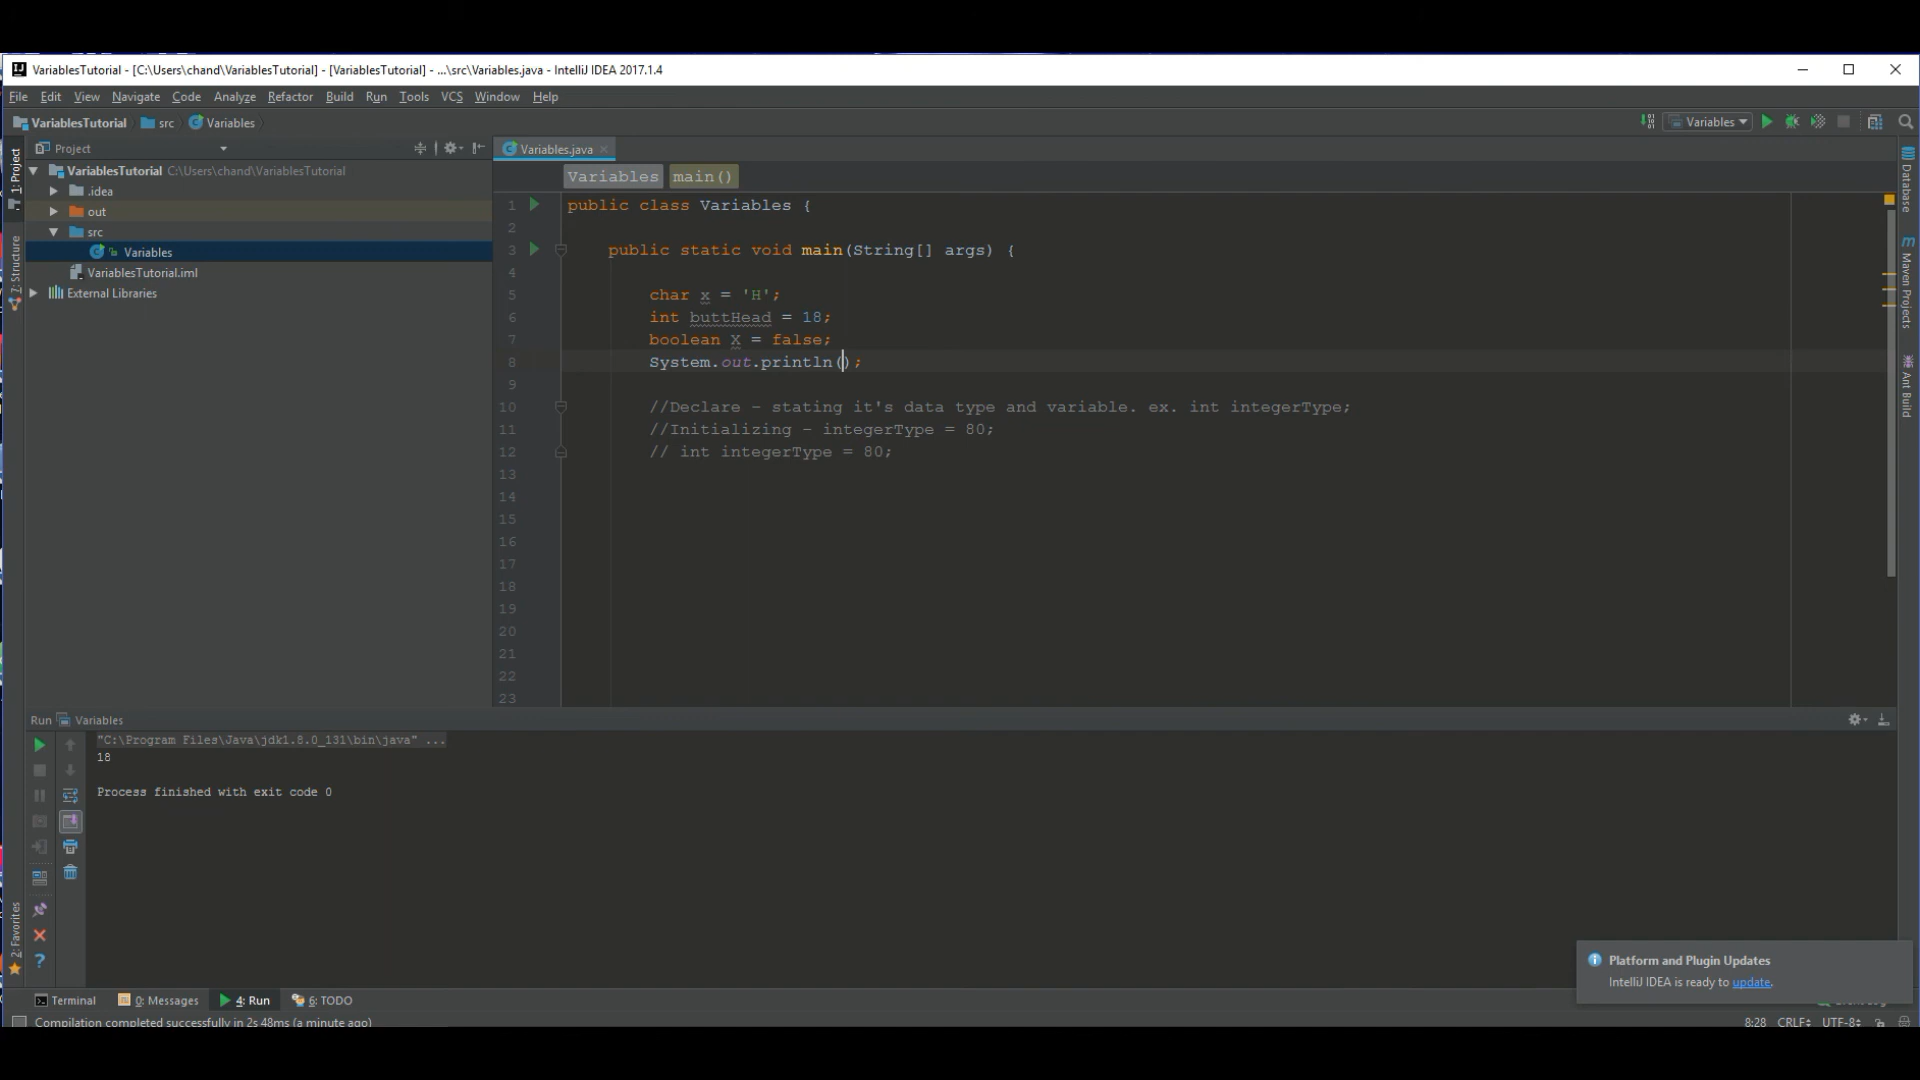 VariablesTutorial - [C:\Users\chand\VariablesTutorial] - [VariablesTutorial] - ...\src\Variables.java - IntelliJ IDEA 2017.1.4
File Edit View Navigate Code Analyze Refactor Build Run Tools VCS Window Help
VariablesTutorial src Variables
Variables
1: Project
Project
Variables.java
VariablesTutorial C:\Users\chand\VariablesTutorial
.idea
out
src
Variables
VariablesTutorial.iml
External Libraries
7: Structure
2: Favorites
Variables main()
1 public class Variables {
2
3 public static void main(String[] args) {
4
5 char x = 'H';
6 int buttHead = 18;
7 boolean X = false;
8 System.out.println();
9
10 //Declare - stating it's data type and variable. ex. int integerType;
11 //Initializing - integerType = 80;
12 // int integerType = 80;
13
14
15
16
17
18
19
20
21
22
23
Database
Maven Projects
Ant Build
Run Variables
"C:\Program Files\Java\jdk1.8.0_131\bin\java" ...
18
Process finished with exit code 0
Platform and Plugin Updates
IntelliJ IDEA is ready to update.
Terminal 0: Messages 4: Run 6: TODO
Compilation completed successfully in 2s 48ms (a minute ago)
8:28 CRLF UTF-8